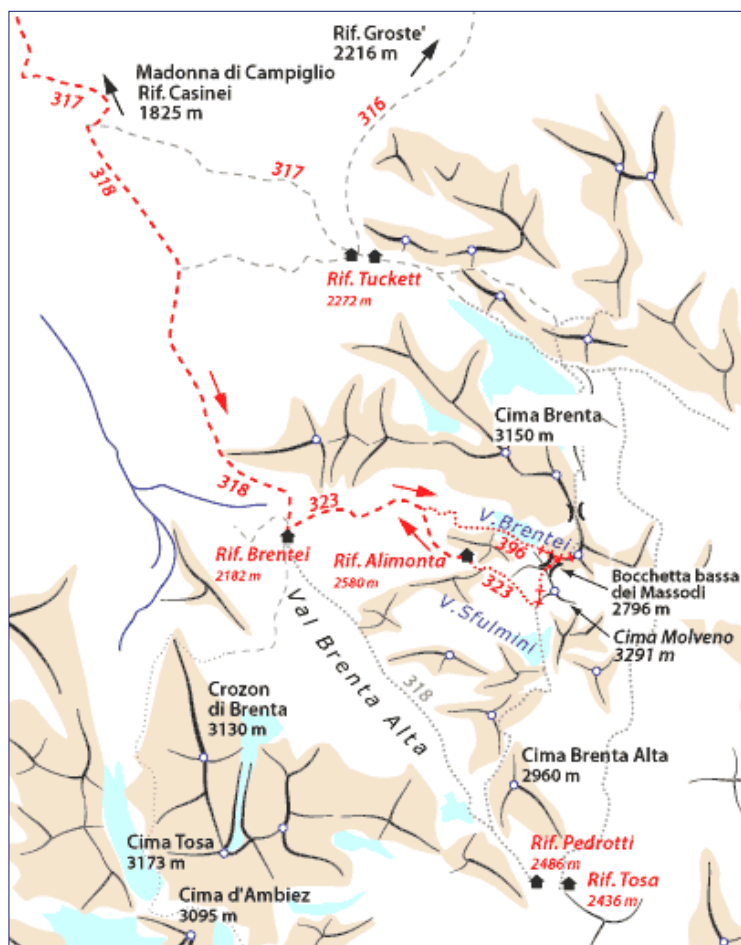 Rif. Groste'
2216 m
Madonna di Campiglio
Rif. Casinei
1825 m
317
316
317
318
Rif. Tuckett
2272 m
Cima Brenta
3150 m
318
323
V. Brentei
396
Rif. Brentei
2182 m
Rif. Alimonta
2580 m
323
Bocchetta bassa
dei Massodi
2796 m
V. Sfulmini
Cima Molveno
3291 m
Val Brenta Alta
318
Crozon
di Brenta
3130 m
Cima Brenta Alta
2960 m
Cima Tosa
3173 m
Rif. Pedrotti
2486 m
Rif. Tosa
2436 m
Cima d'Ambiez
3095 m